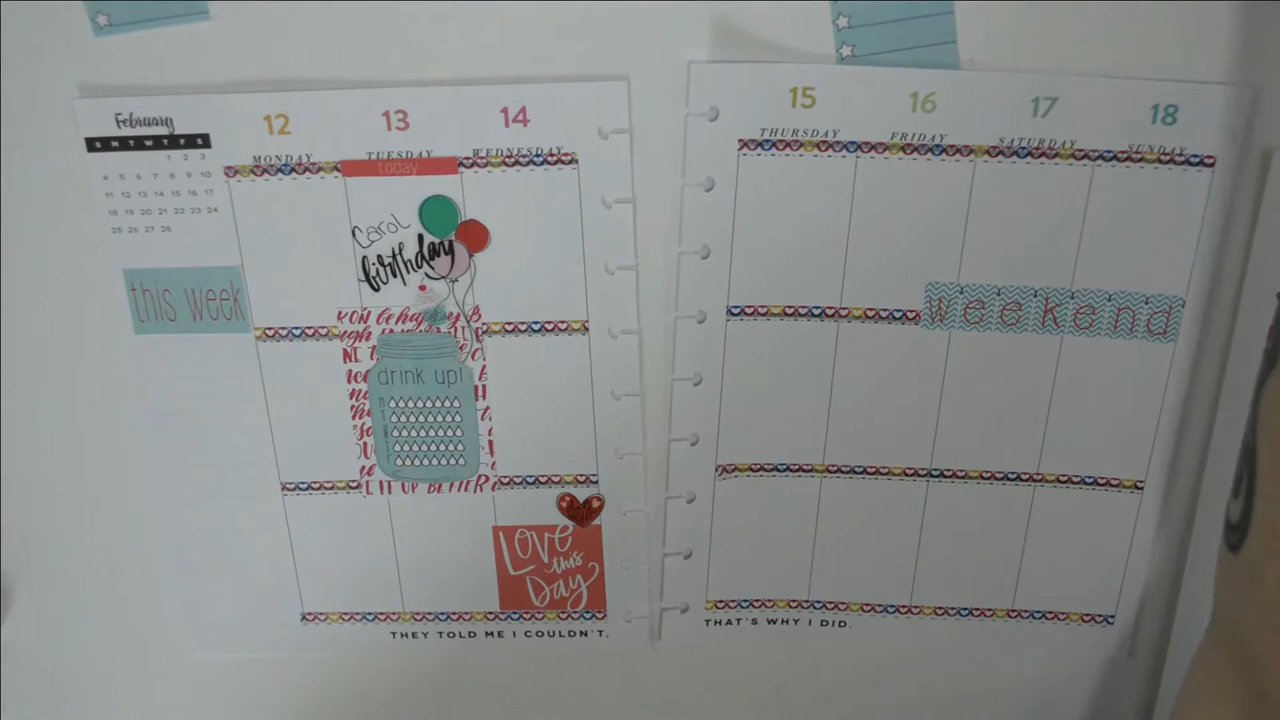 February
S M T W T F S
1 2 3
4 5 6 7 8 9 10
11 12 13 14 15 16 17
18 19 20 21 22 23 24
25 26 27 28
this week
12
MONDAY
13
TUESDAY
today
14
WEDNESDAY
Carol
birthday
drink up!
IT UP BETTER
LOVE
this
DAY
THEY TOLD ME I COULDN'T,
15
THURSDAY
16
FRIDAY
17
SATURDAY
18
SUNDAY
weekend
THAT'S WHY I DID.